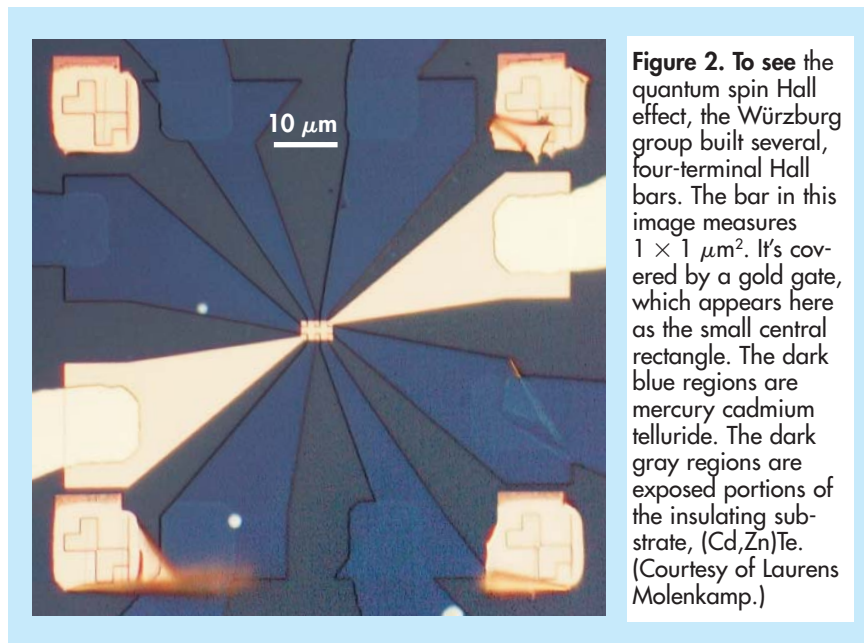 10 μm
Figure 2. To see the
quantum spin Hall
effect, the Würzburg
group built several,
four-terminal Hall
bars. The bar in this
image measures
1 × 1 μm². It's cov-
ered by a gold gate,
which appears here
as the small central
rectangle. The dark
blue regions are
mercury cadmium
telluride. The dark
gray regions are
exposed portions of
the insulating sub-
strate, (Cd,Zn)Te.
(Courtesy of Laurens
Molenkamp.)